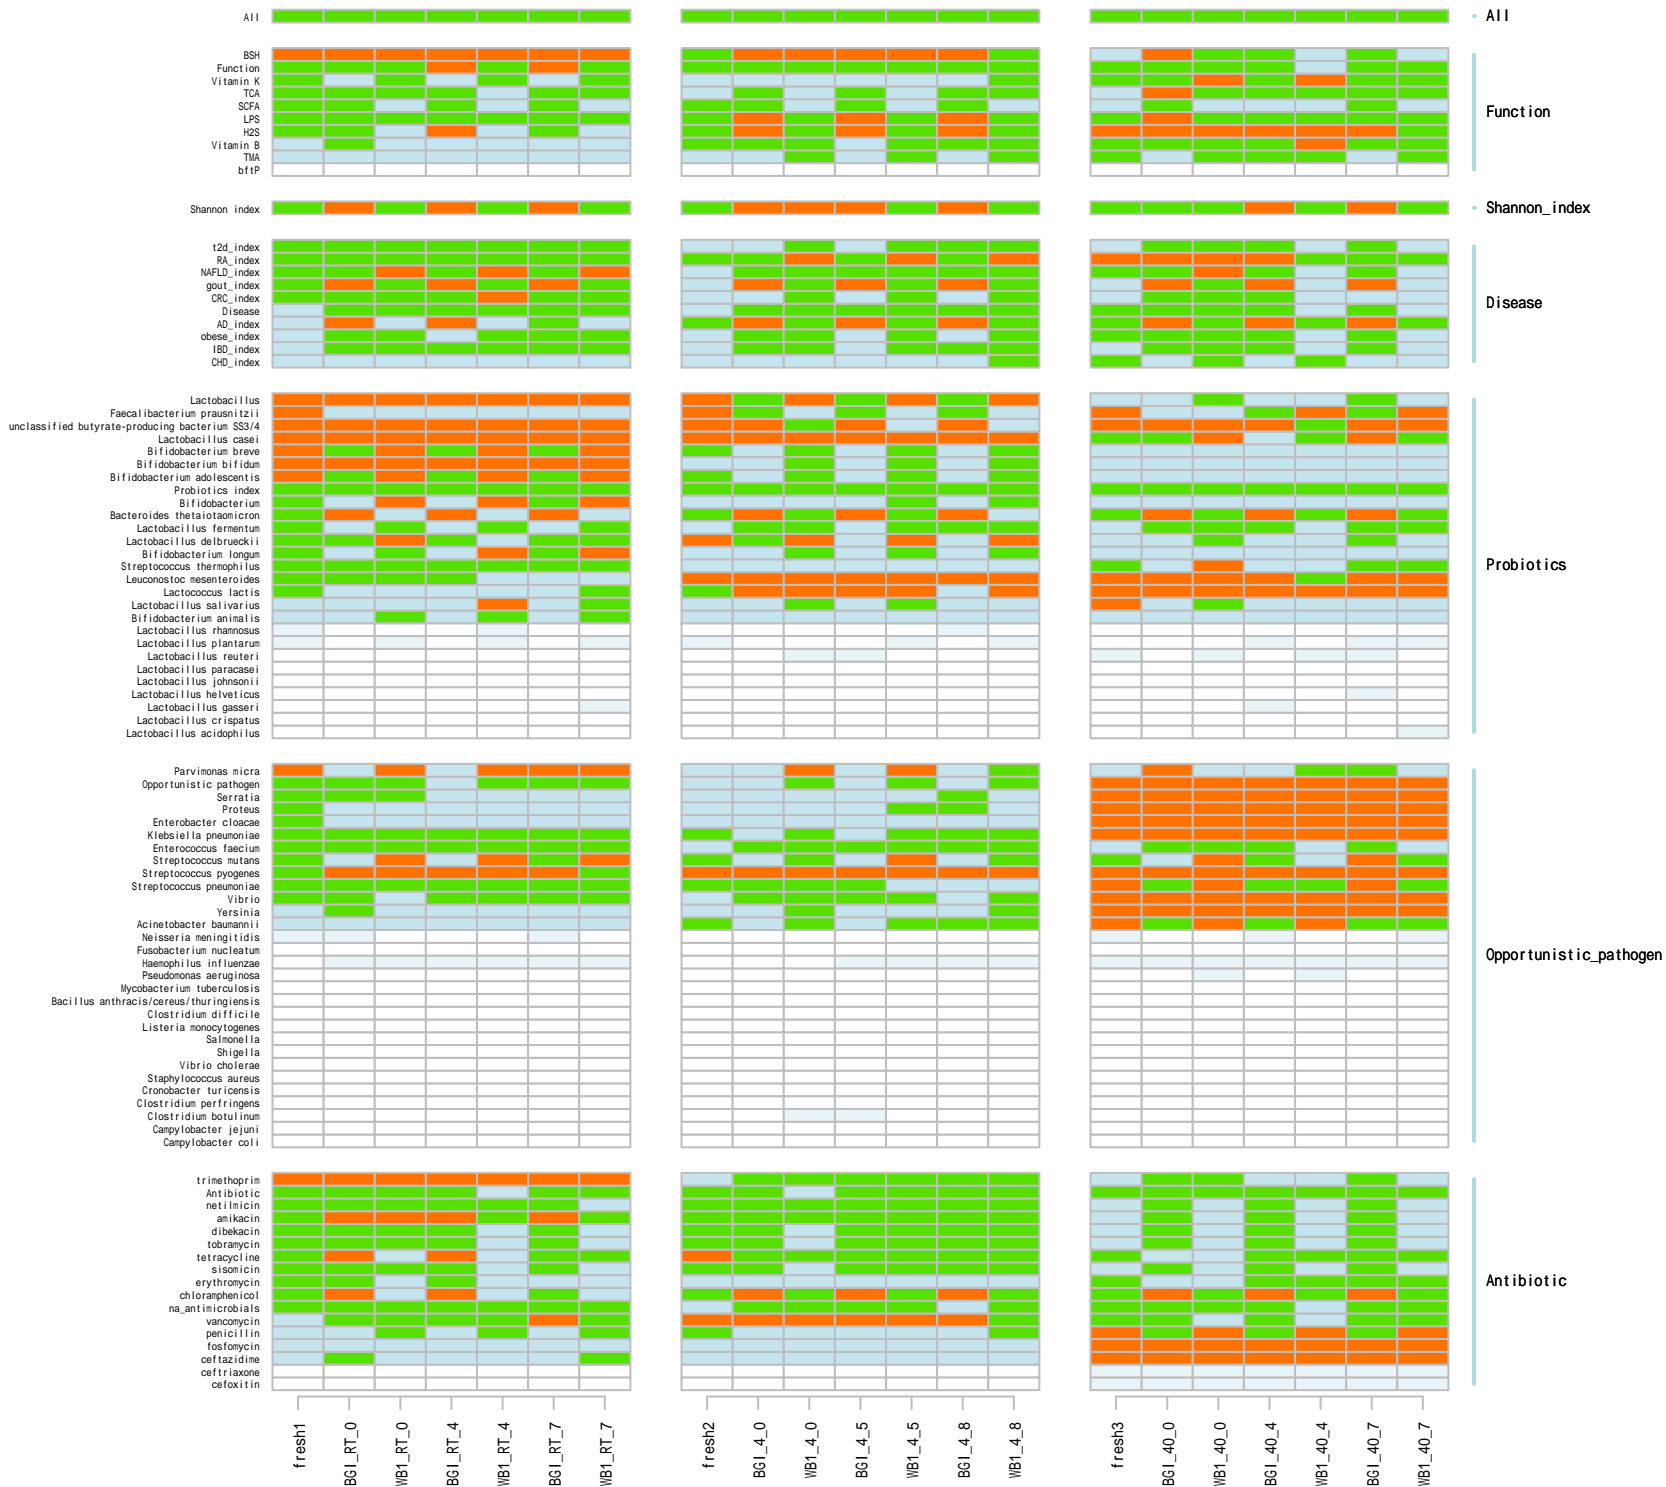 All
All
BSH
Function
Vitamin K
TCA
SCFA
LPS
H2S
Vitamin B
TMA
bftP
Function
Shannon index
Shannon_index
t2d_index
RA_index
NAFLD_index
gout_index
CRC_index
Disease
AD_index
obese_index
IBD_index
CHD_index
Disease
Lactobacillus
Faecalibacterium prausnitzii
unclassified butyrate-producing bacterium SS3/4
Lactobacillus casei
Bifidobacterium breve
Bifidobacterium bifidum
Bifidobacterium adolescentis
Probiotics index
Bifidobacterium
Bacteroides thetaiotaomicron
Lactobacillus fermentum
Lactobacillus delbrueckii
Bifidobacterium longum
Streptococcus thermophilus
Leuconostoc mesenteroides
Lactococcus lactis
Lactobacillus salivarius
Bifidobacterium animalis
Lactobacillus rhamnosus
Lactobacillus plantarum
Lactobacillus reuteri
Lactobacillus paracasei
Lactobacillus johnsonii
Lactobacillus helveticus
Lactobacillus gasseri
Lactobacillus crispatus
Lactobacillus acidophilus
Probiotics
Parvimonas micra
Opportunistic pathogen
Serratia
Proteus
Enterobacter cloacae
Klebsiella pneumoniae
Enterococcus faecium
Streptococcus mutans
Streptococcus pyogenes
Streptococcus pneumoniae
Vibrio
Yersinia
Acinetobacter baumannii
Neisseria meningitidis
Fusobacterium nucleatum
Haemophilus influenzae
Pseudomonas aeruginosa
Mycobacterium tuberculosis
Bacillus anthracis/cereus/thuringiensis
Clostridium difficile
Listeria monocytogenes
Salmonella
Shigella
Vibrio cholerae
Staphylococcus aureus
Cronobacter turicensis
Clostridium perfringens
Clostridium botulinum
Campylobacter jejuni
Campylobacter coli
Opportunistic_pathogen
trimethoprim
Antibiotic
netilmicin
amikacin
dibekacin
tobramycin
tetracycline
sisomicin
erythromycin
chloramphenicol
na_antimicrobials
vancomycin
penicillin
fosfomycin
ceftazidime
ceftriaxone
cefoxitin
Antibiotic
fresh1
BGI_RT_0
WB1_RT_0
BGI_RT_4
WB1_RT_4
BGI_RT_7
WB1_RT_7
fresh2
BGI_4_0
WB1_4_0
BGI_4_5
WB1_4_5
BGI_4_8
WB1_4_8
fresh3
BGI_40_0
WB1_40_0
BGI_40_4
WB1_40_4
BGI_40_7
WB1_40_7